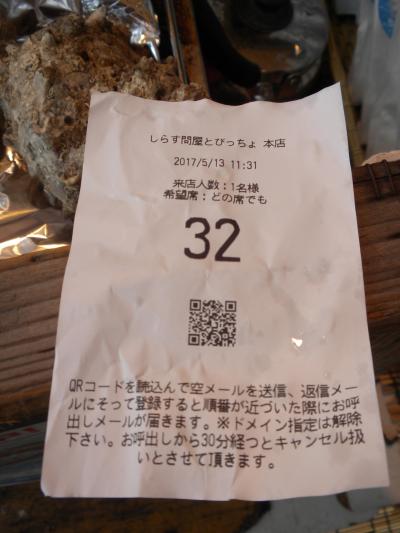 しらす問屋とびっちょ 本店
2017/5/13 11:31
来店人数:1名様
希望席:どの席でも
32
QRコードを読込んで空メールを送信、返信メー
ルにそって登録すると順番が近づいた際にお呼
出しメールが届きます。※ドメイン指定は解除
下さい。お呼出しから30分経つとキャンセル扱
いとさせて頂きます。